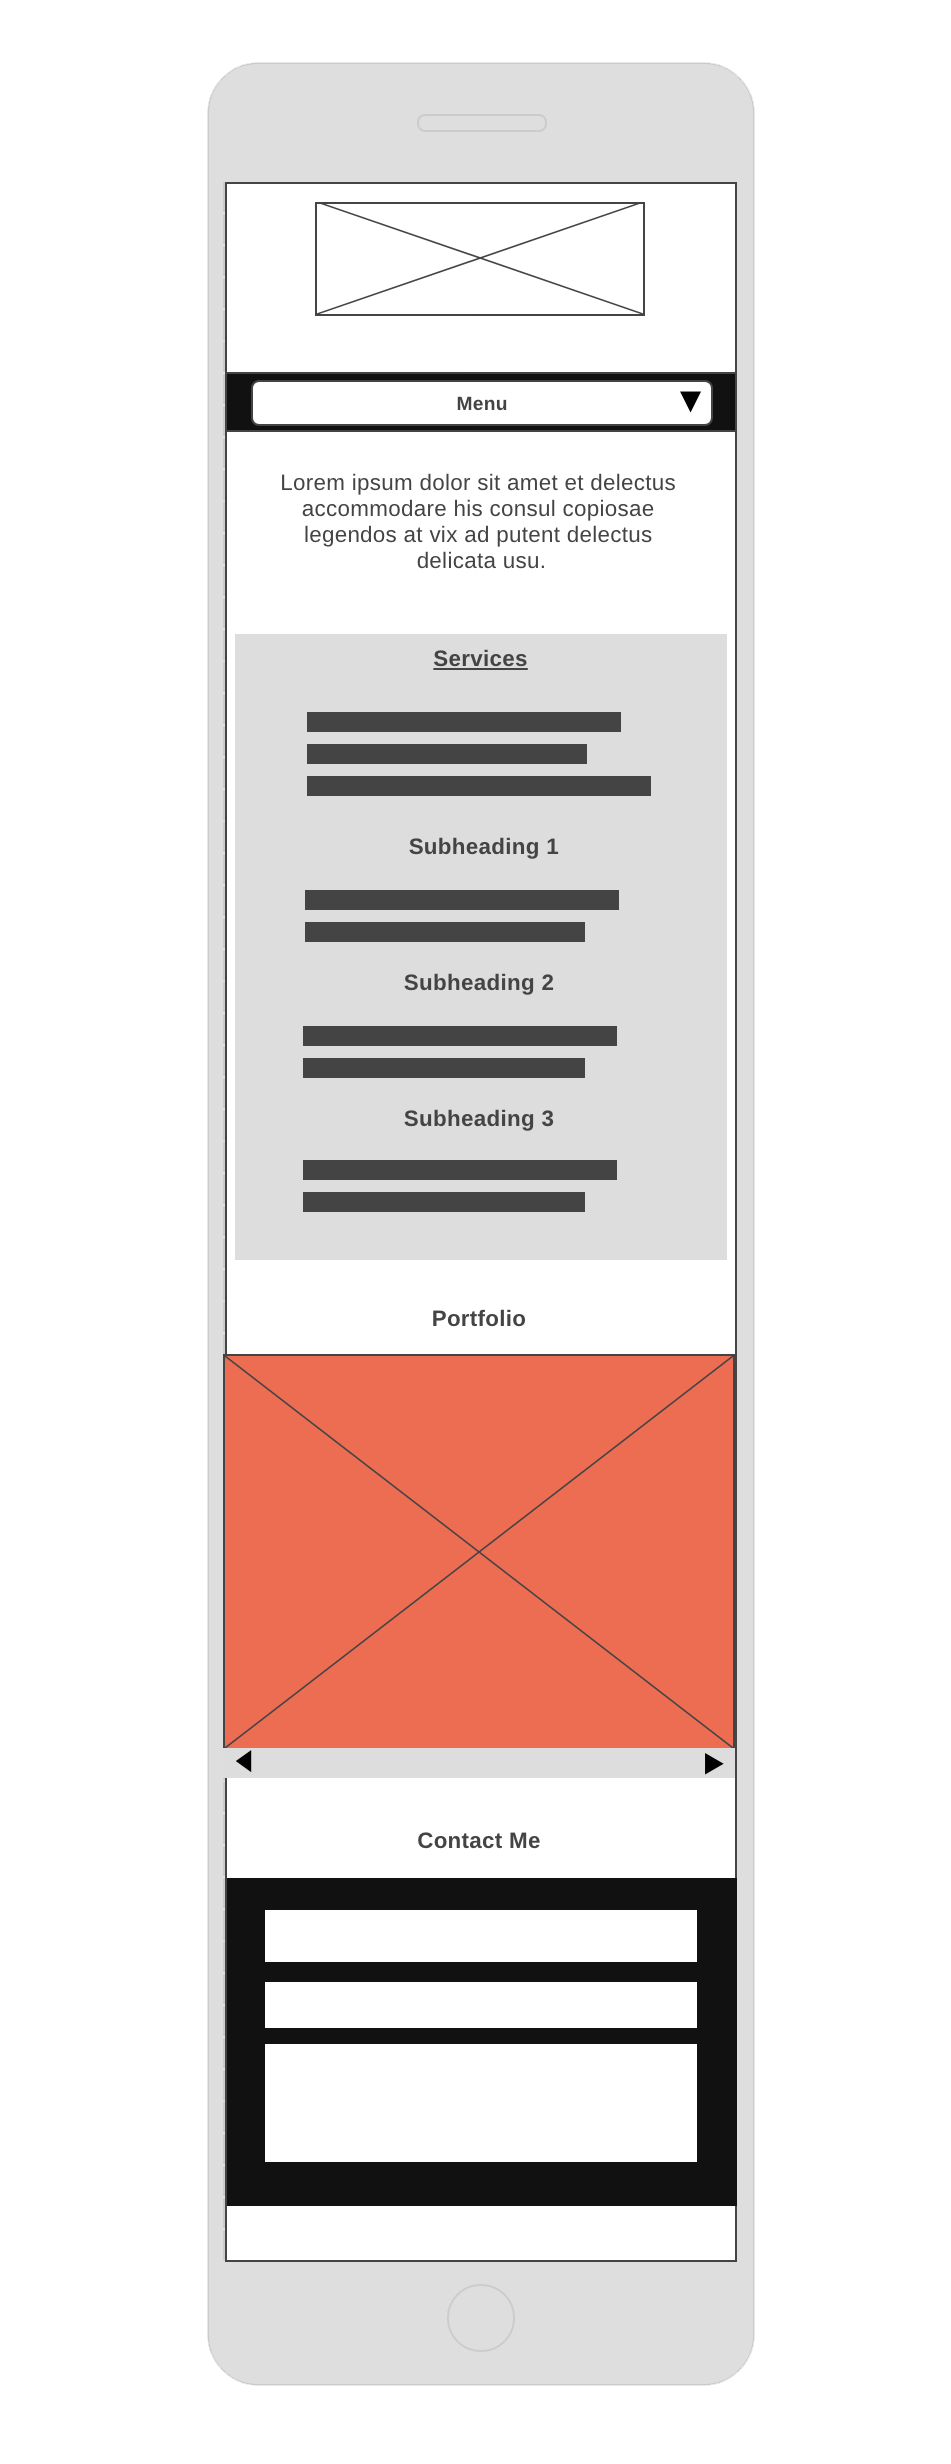 Menu
Lorem ipsum dolor sit amet et delectus
accommodare his consul copiosae
legendos at vix ad putent delectus
delicata usu.
Services
Subheading 1
Subheading 2
Subheading 3
Portfolio
Contact Me